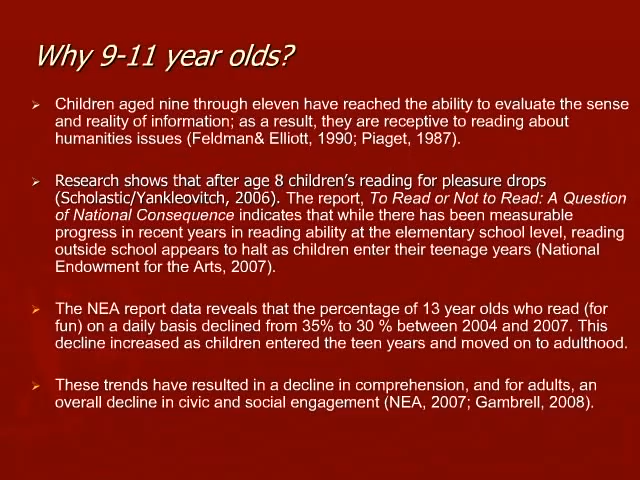 Why 9-11 year olds?
Children aged nine through eleven have reached the ability to evaluate the sense
and reality of information; as a result, they are receptive to reading about
humanities issues (Feldman& Elliott, 1990; Piaget, 1987).
Research shows that after age 8 children's reading for pleasure drops
(Scholastic/Yankleovitch, 2006). The report, To Read or Not to Read: A Question
of National Consequence indicates that while there has been measurable
progress in recent years in reading ability at the elementary school level, reading
outside school appears to halt as children enter their teenage years (National
Endowment for the Arts, 2007).
The NEA report data reveals that the percentage of 13 year olds who read (for
fun) on a daily basis declined from 35% to 30 % between 2004 and 2007. This
decline increased as children entered the teen years and moved on to adulthood.
These trends have resulted in a decline in comprehension, and for adults, an
overall decline in civic and social engagement (NEA, 2007; Gambrell, 2008).